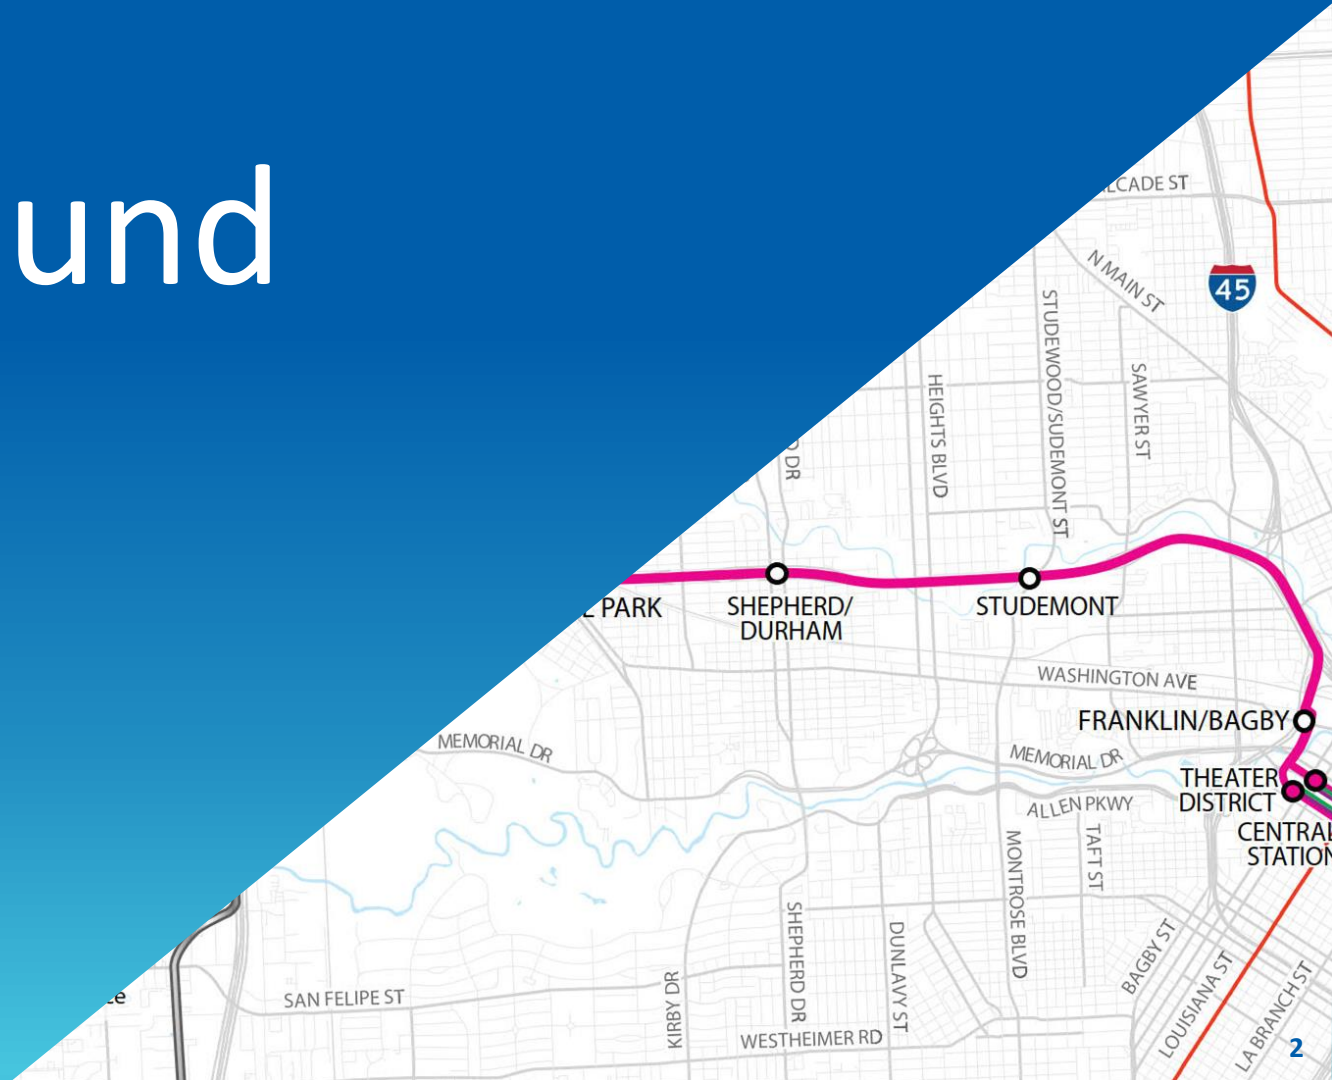 und
ST
N MAIN ST
45
STUDEWOOD/SUDEMONT ST
SAWYER ST
HEIGHTS BLVD
DR
PARK
SHEPHERD/
DURHAM
STUDEMONT
WASHINGTON AVE
FRANKLIN/BAGBY
MEMORIAL DR
MEMORIAL DR
THEATER
DISTRICT
ALLEN PKWY
CENTRAL
STATION
TAFT ST
MONTROSE BLVD
SHEPHERD DR
DUNLAVY ST
BAGBY ST
LOUISIANA ST
LA BRANCH ST
KIRBY DR
SAN FELIPE ST
WESTHEIMER RD
2